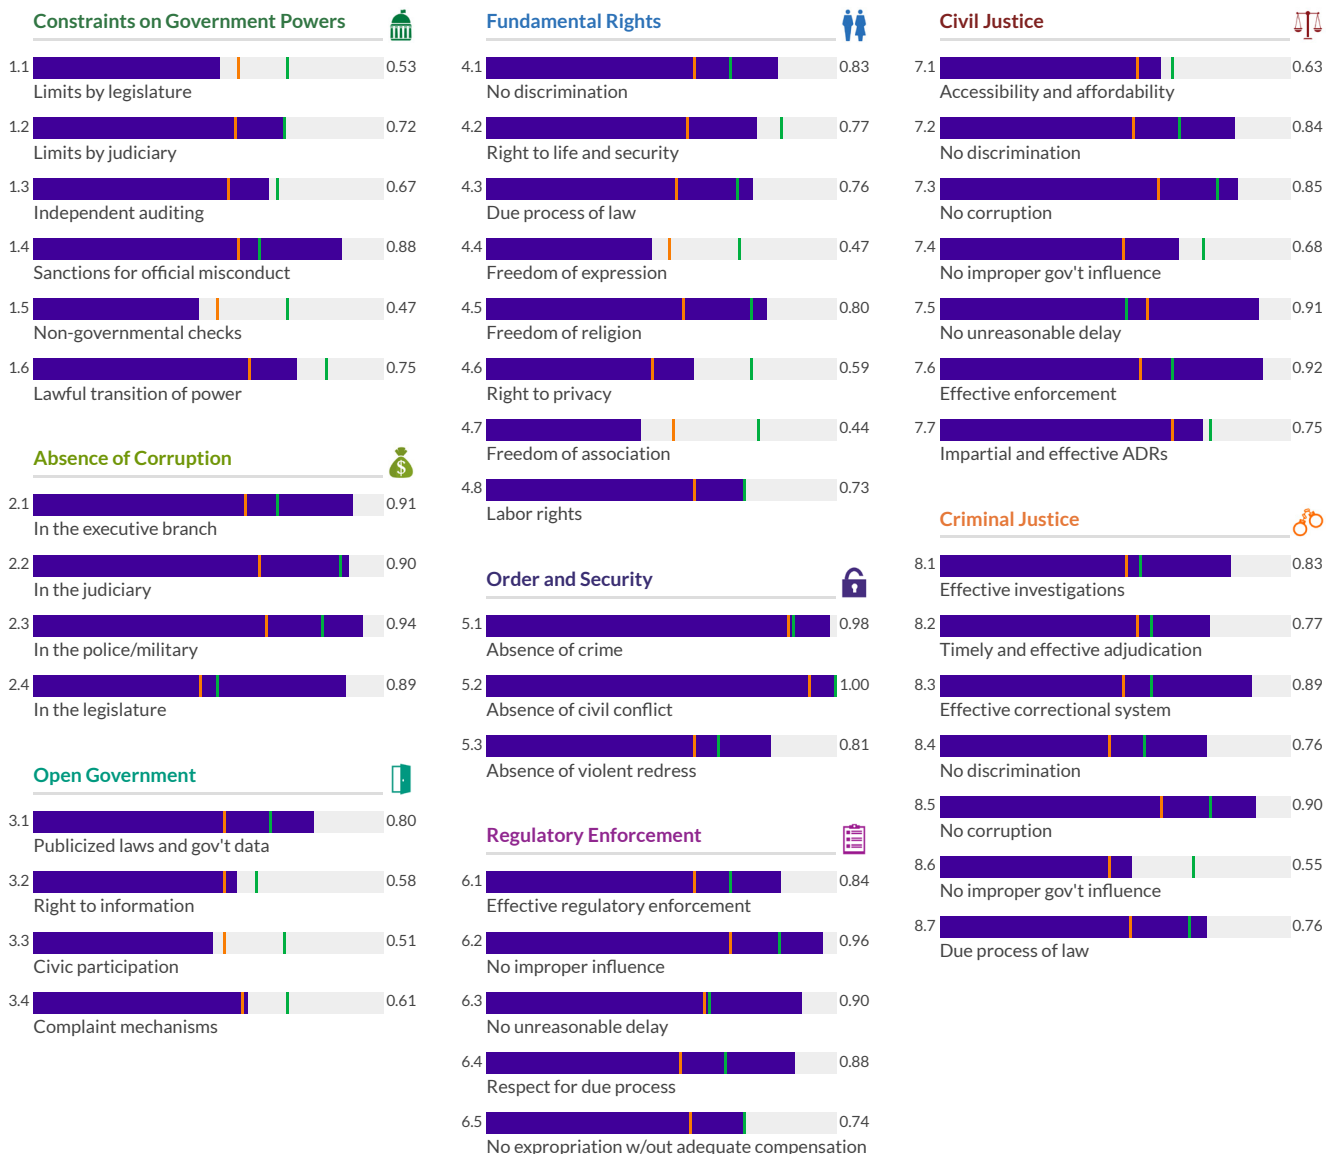 Constraints on Government Powers
1.1 0.53
Limits by legislature
1.2 0.72
Limits by judiciary
1.3 0.67
Independent auditing
1.4 0.88
Sanctions for official misconduct
1.5 0.47
Non-governmental checks
1.6 0.75
Lawful transition of power
Absence of Corruption
$
2.1 0.91
In the executive branch
2.2 0.90
In the judiciary
2.3 0.94
In the police/military
2.4 0.89
In the legislature
Open Government
3.1 0.80
Publicized laws and gov't data
3.2 0.58
Right to information
3.3 0.51
Civic participation
3.4 0.61
Complaint mechanisms
Fundamental Rights
4.1 0.83
No discrimination
4.2 0.77
Right to life and security
4.3 0.76
Due process of law
4.4 0.47
Freedom of expression
4.5 0.80
Freedom of religion
4.6 0.59
Right to privacy
4.7 0.44
Freedom of association
4.8 0.73
Labor rights
Order and Security
5.1 0.98
Absence of crime
5.2 1.00
Absence of civil conflict
5.3 0.81
Absence of violent redress
Regulatory Enforcement
6.1 0.84
Effective regulatory enforcement
6.2 0.96
No improper influence
6.3 0.90
No unreasonable delay
6.4 0.88
Respect for due process
6.5 0.74
No expropriation w/out adequate compensation
Civil Justice
7.1 0.63
Accessibility and affordability
7.2 0.84
No discrimination
7.3 0.85
No corruption
7.4 0.68
No improper gov't influence
7.5 0.91
No unreasonable delay
7.6 0.92
Effective enforcement
7.7 0.75
Impartial and effective ADRs
Criminal Justice
8.1 0.83
Effective investigations
8.2 0.77
Timely and effective adjudication
8.3 0.89
Effective correctional system
8.4 0.76
No discrimination
8.5 0.90
No corruption
8.6 0.55
No improper gov't influence
8.7 0.76
Due process of law